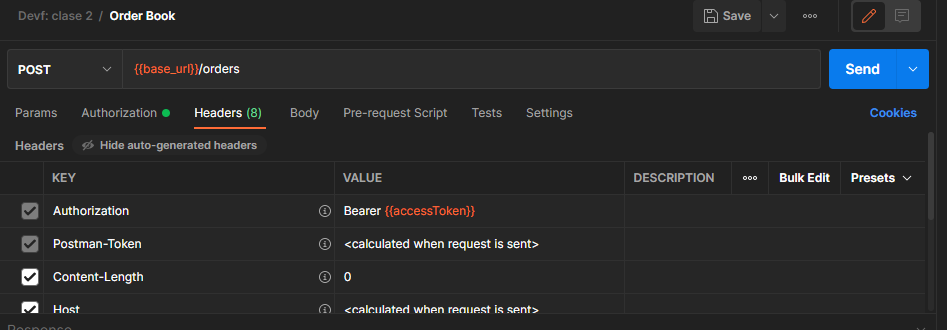 Devf: clase 2 / Order Book
Save
POST
{{base_url}}/orders
Send
Params Authorization Headers (8) Body Pre-request Script Tests Settings Cookies
Headers Hide auto-generated headers
KEY VALUE DESCRIPTION Bulk Edit Presets
Authorization Bearer {{accessToken}}
Postman-Token <calculated when request is sent>
Content-Length 0
Host <calculated when request is sent>
Response